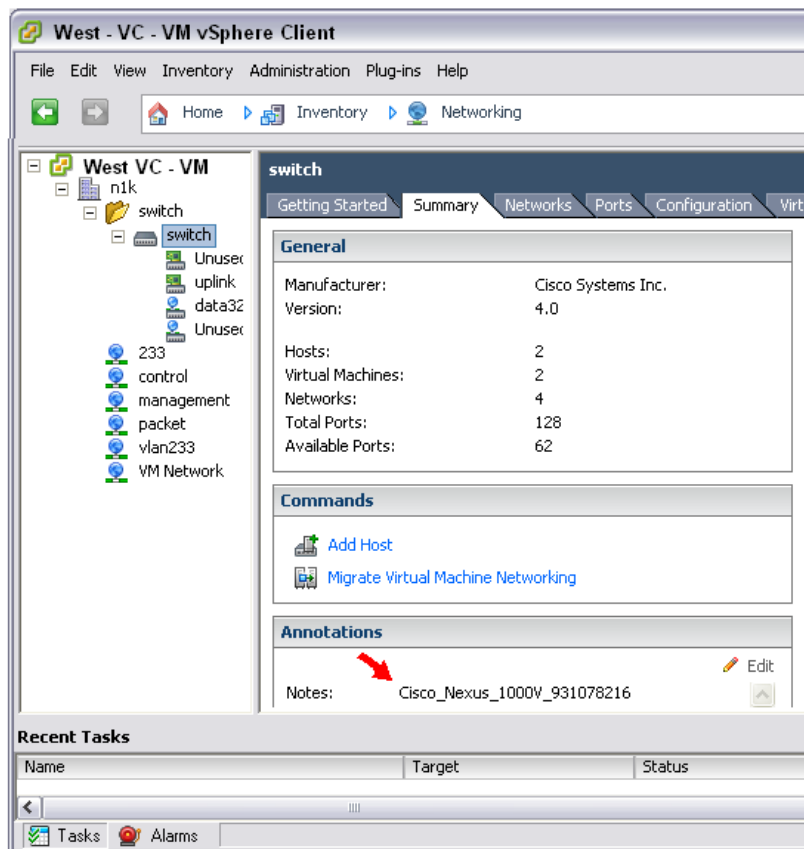 West - VC - VM vSphere Client
File Edit View Inventory Administration Plug-ins Help
Home Inventory Networking
West VC - VM
n1k
switch
switch
Unused
uplink
data32
Unused
233
control
management
packet
vlan233
VM Network
switch
Getting Started Summary Networks Ports Configuration Virt
General
Manufacturer: Cisco Systems Inc.
Version: 4.0
Hosts: 2
Virtual Machines: 2
Networks: 4
Total Ports: 128
Available Ports: 62
Commands
Add Host
Migrate Virtual Machine Networking
Annotations
Edit
Notes: Cisco_Nexus_1000V_931078216
Recent Tasks
Name Target Status
Tasks Alarms